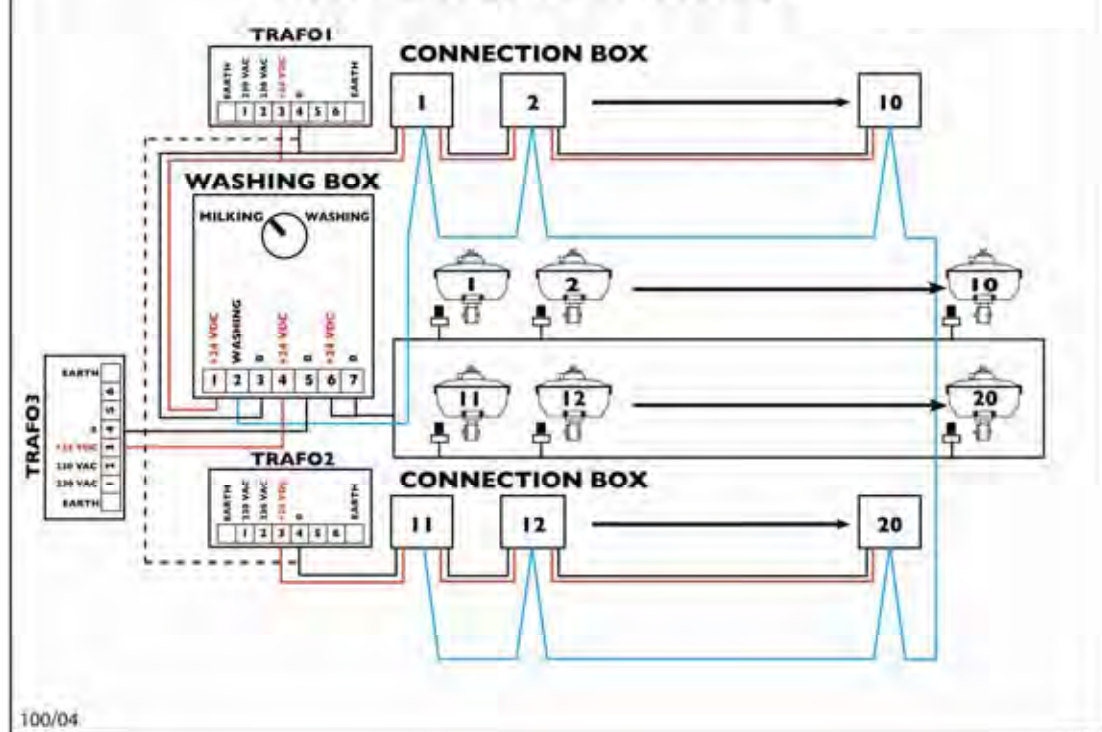 TRAFO1
EARTH
230 VAC
230 VAC
+24 VDC
0
EARTH
1 2 3 4 5 6
CONNECTION BOX
1 2 10
WASHING BOX
MILKING WASHING
+24 VDC
WASHING
0
+24 VDC
0
+24 VDC
0
1 2 3 4 5 6 7
1 2 10
11 12 20
TRAFO3
EARTH
6
5
0 4
+24 VDC 3
230 VAC 2
230 VAC 1
EARTH
TRAFO2
EARTH
230 VAC
230 VAC
+24 VDC
0
EARTH
1 2 3 4 5 6
CONNECTION BOX
11 12 20
100/04